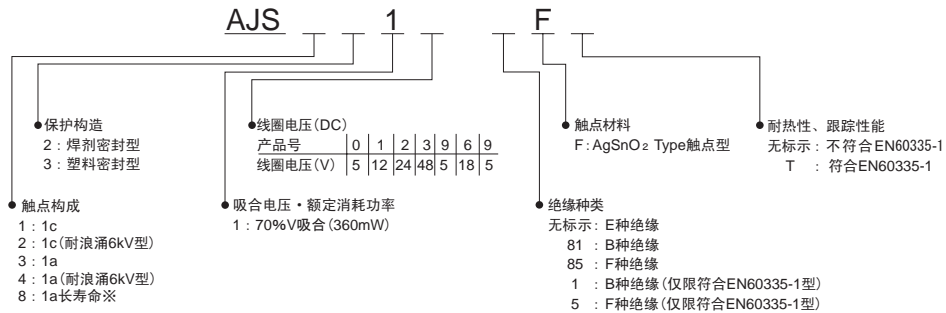 AJS 1 F
保护构造
2：焊剂密封型
3：塑料密封型
线圈电压（DC）
产品号 0 1 2 3 9 6 9
线圈电压（V） 5 12 24 48 5 18 5
触点材料
F：AgSnO₂ Type触点型
耐热性、跟踪性能
无标示：不符合EN60335-1
T ：符合EN60335-1
触点构成
1：1c
2：1c（耐浪涌6kV型）
3：1a
4：1a（耐浪涌6kV型）
8：1a长寿命※
吸合电压・额定消耗功率
1：70%V吸合（360mW）
绝缘种类
无标示：E种绝缘
81 ：B种绝缘
85 ：F种绝缘
1 ：B种绝缘（仅限符合EN60335-1型）
5 ：F种绝缘（仅限符合EN60335-1型）